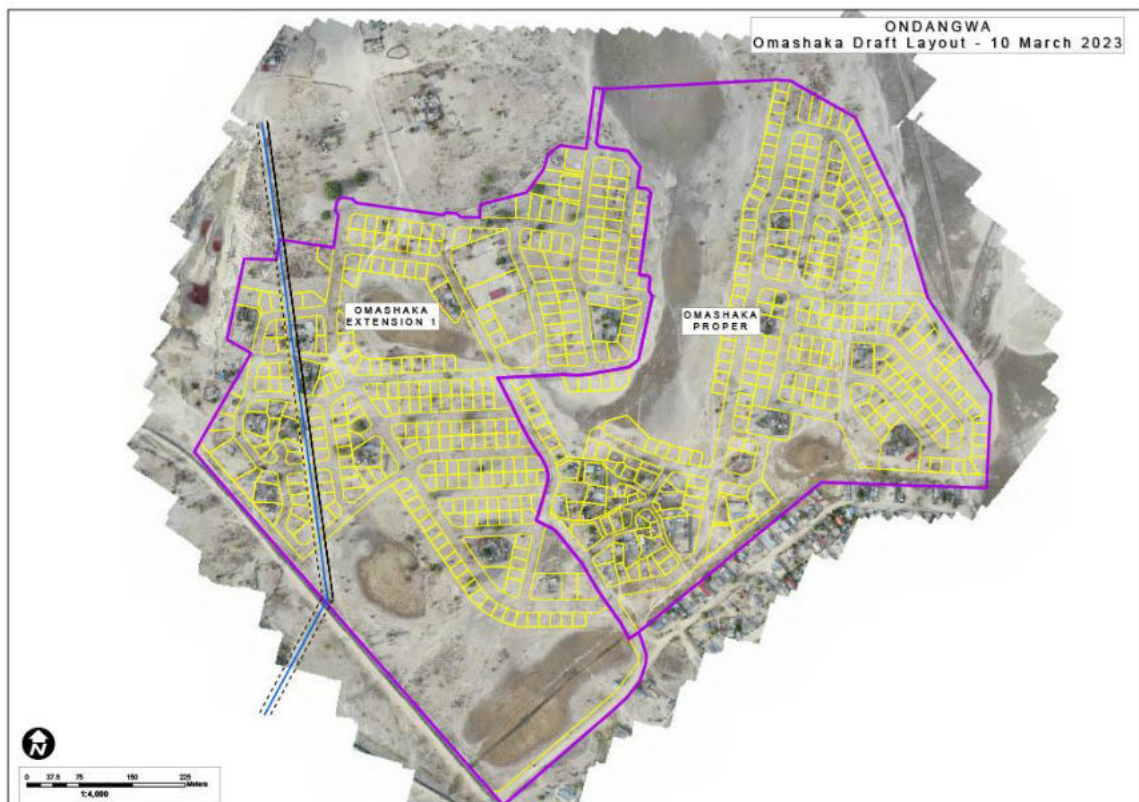 ONDANGWA
Omashaka Draft Layout - 10 March 2023
OMASHAKA
EXTENSION 1
OMASHAKA
PROPER
N
0 37.5 75 150 225
Meters
1:4,000